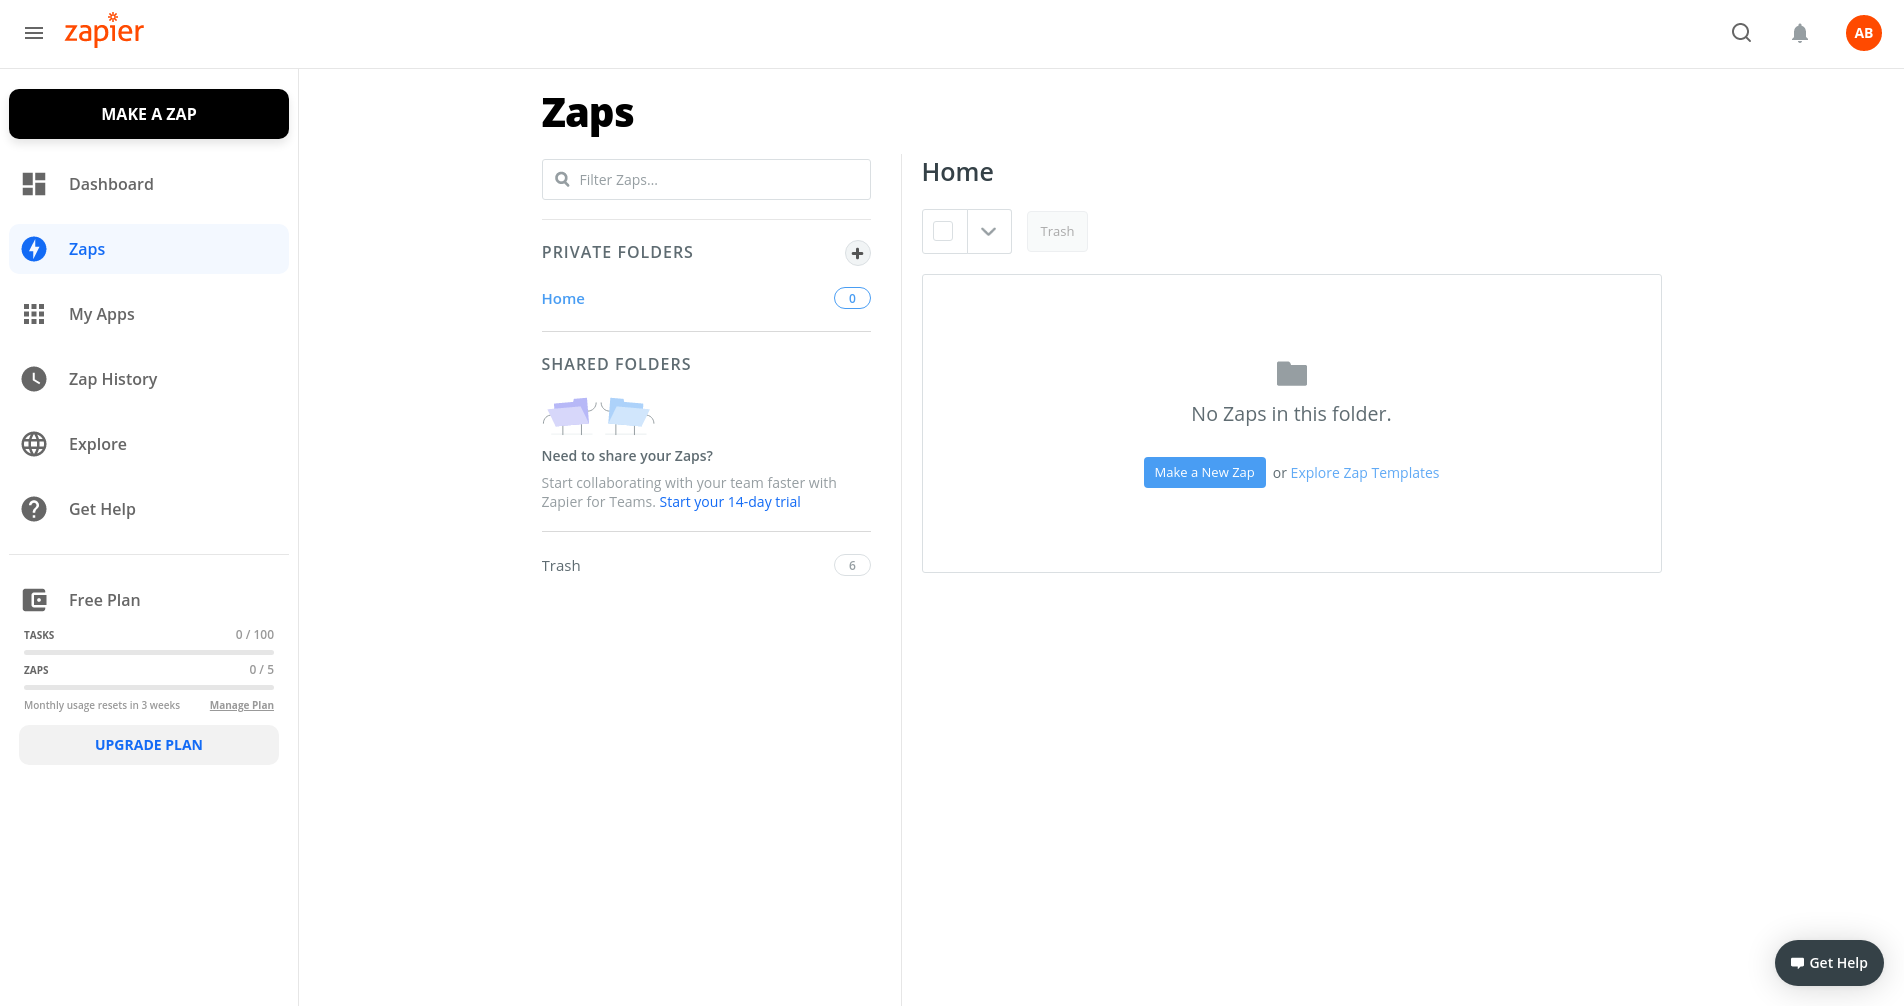 zapier
AB
MAKE A ZAP
Dashboard
Zaps
My Apps
Zap History
Explore
Get Help
Free Plan
TASKS 0 / 100
ZAPS 0 / 5
Monthly usage resets in 3 weeks Manage Plan
UPGRADE PLAN
Zaps
Filter Zaps...
PRIVATE FOLDERS
Home 0
SHARED FOLDERS
Need to share your Zaps?
Start collaborating with your team faster with
Zapier for Teams. Start your 14-day trial
Trash 6
Home
Trash
No Zaps in this folder.
Make a New Zap or Explore Zap Templates
Get Help